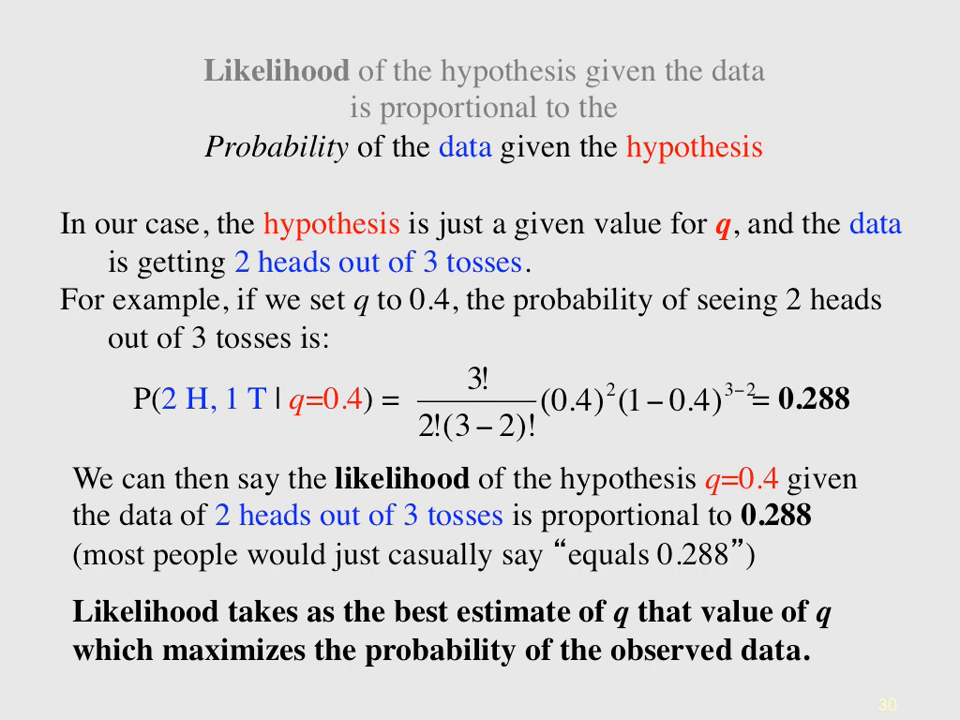 Likelihood of the hypothesis given the data
is proportional to the
Probability of the data given the hypothesis
In our case, the hypothesis is just a given value for q, and the data
is getting 2 heads out of 3 tosses.
For example, if we set q to 0.4, the probability of seeing 2 heads
out of 3 tosses is:
P(2 H, 1 T | q=0.4) = 3! / 2!(3 − 2)! (0.4)^2 (1 − 0.4)^{3−2} = 0.288
We can then say the likelihood of the hypothesis q=0.4 given
the data of 2 heads out of 3 tosses is proportional to 0.288
(most people would just casually say “equals 0.288”)
Likelihood takes as the best estimate of q that value of q
which maximizes the probability of the observed data.
30